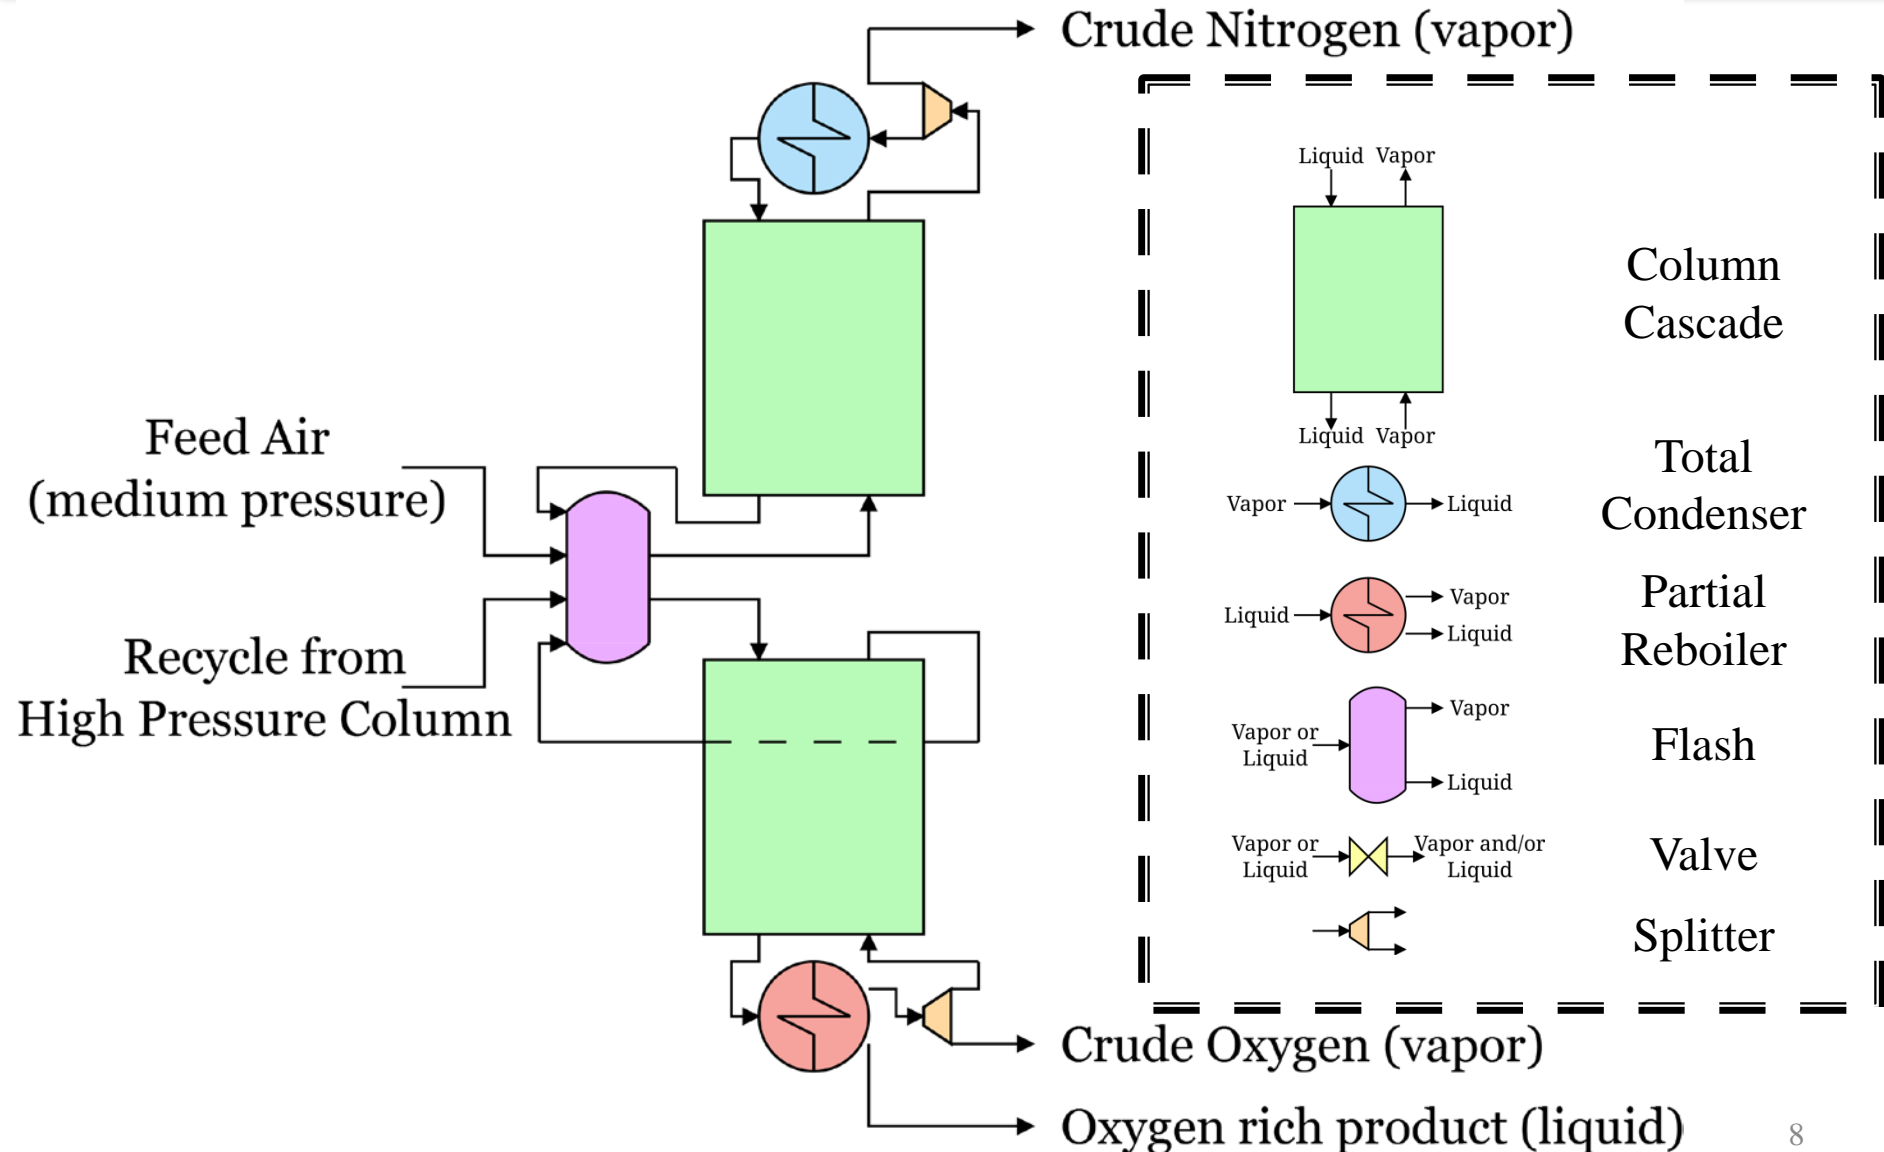 Crude Nitrogen (vapor)
Feed Air
(medium pressure)
Recycle from
High Pressure Column
Crude Oxygen (vapor)
Oxygen rich product (liquid)
Liquid Vapor
Column
Cascade
Liquid Vapor
Vapor
Liquid
Total
Condenser
Liquid
Vapor
Liquid
Partial
Reboiler
Vapor or
Liquid
Vapor
Liquid
Flash
Vapor or
Liquid
Vapor and/or
Liquid
Valve
Splitter
8